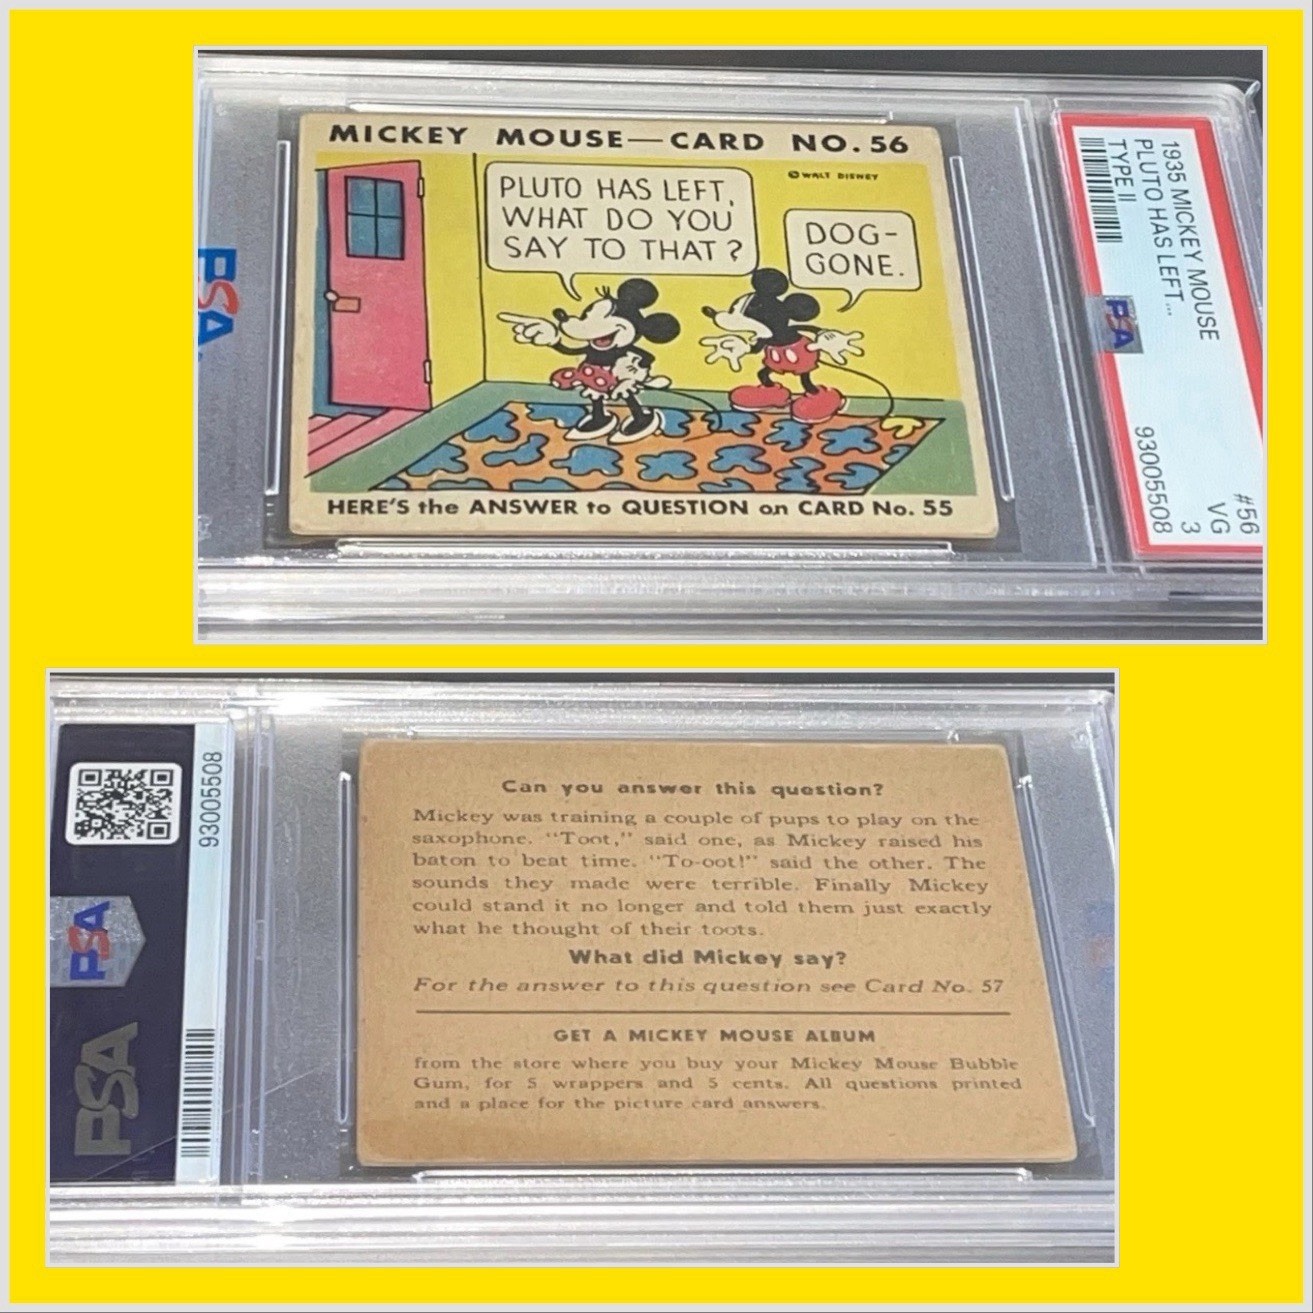 MICKEY MOUSE—CARD NO. 56
PLUTO HAS LEFT,
WHAT DO YOU
SAY TO THAT?
© WALT DISNEY
DOG-
GONE.
HERE'S the ANSWER to QUESTION on CARD No. 55
PSA
1935 MICKEY MOUSE
PLUTO HAS LEFT...
TYPE II
#56
VG
3
93005508
PSA
93005508
PSA
PSA
Can you answer this question?
Mickey was training a couple of pups to play on the
saxophone. "Toot," said one, as Mickey raised his
baton to beat time. "To-oot!" said the other. The
sounds they made were terrible. Finally Mickey
could stand it no longer and told them just exactly
what he thought of their toots.
What did Mickey say?
For the answer to this question see Card No. 57
GET A MICKEY MOUSE ALBUM
from the store where you buy your Mickey Mouse Bubble
Gum, for 5 wrappers and 5 cents. All questions printed
and a place for the picture card answers.